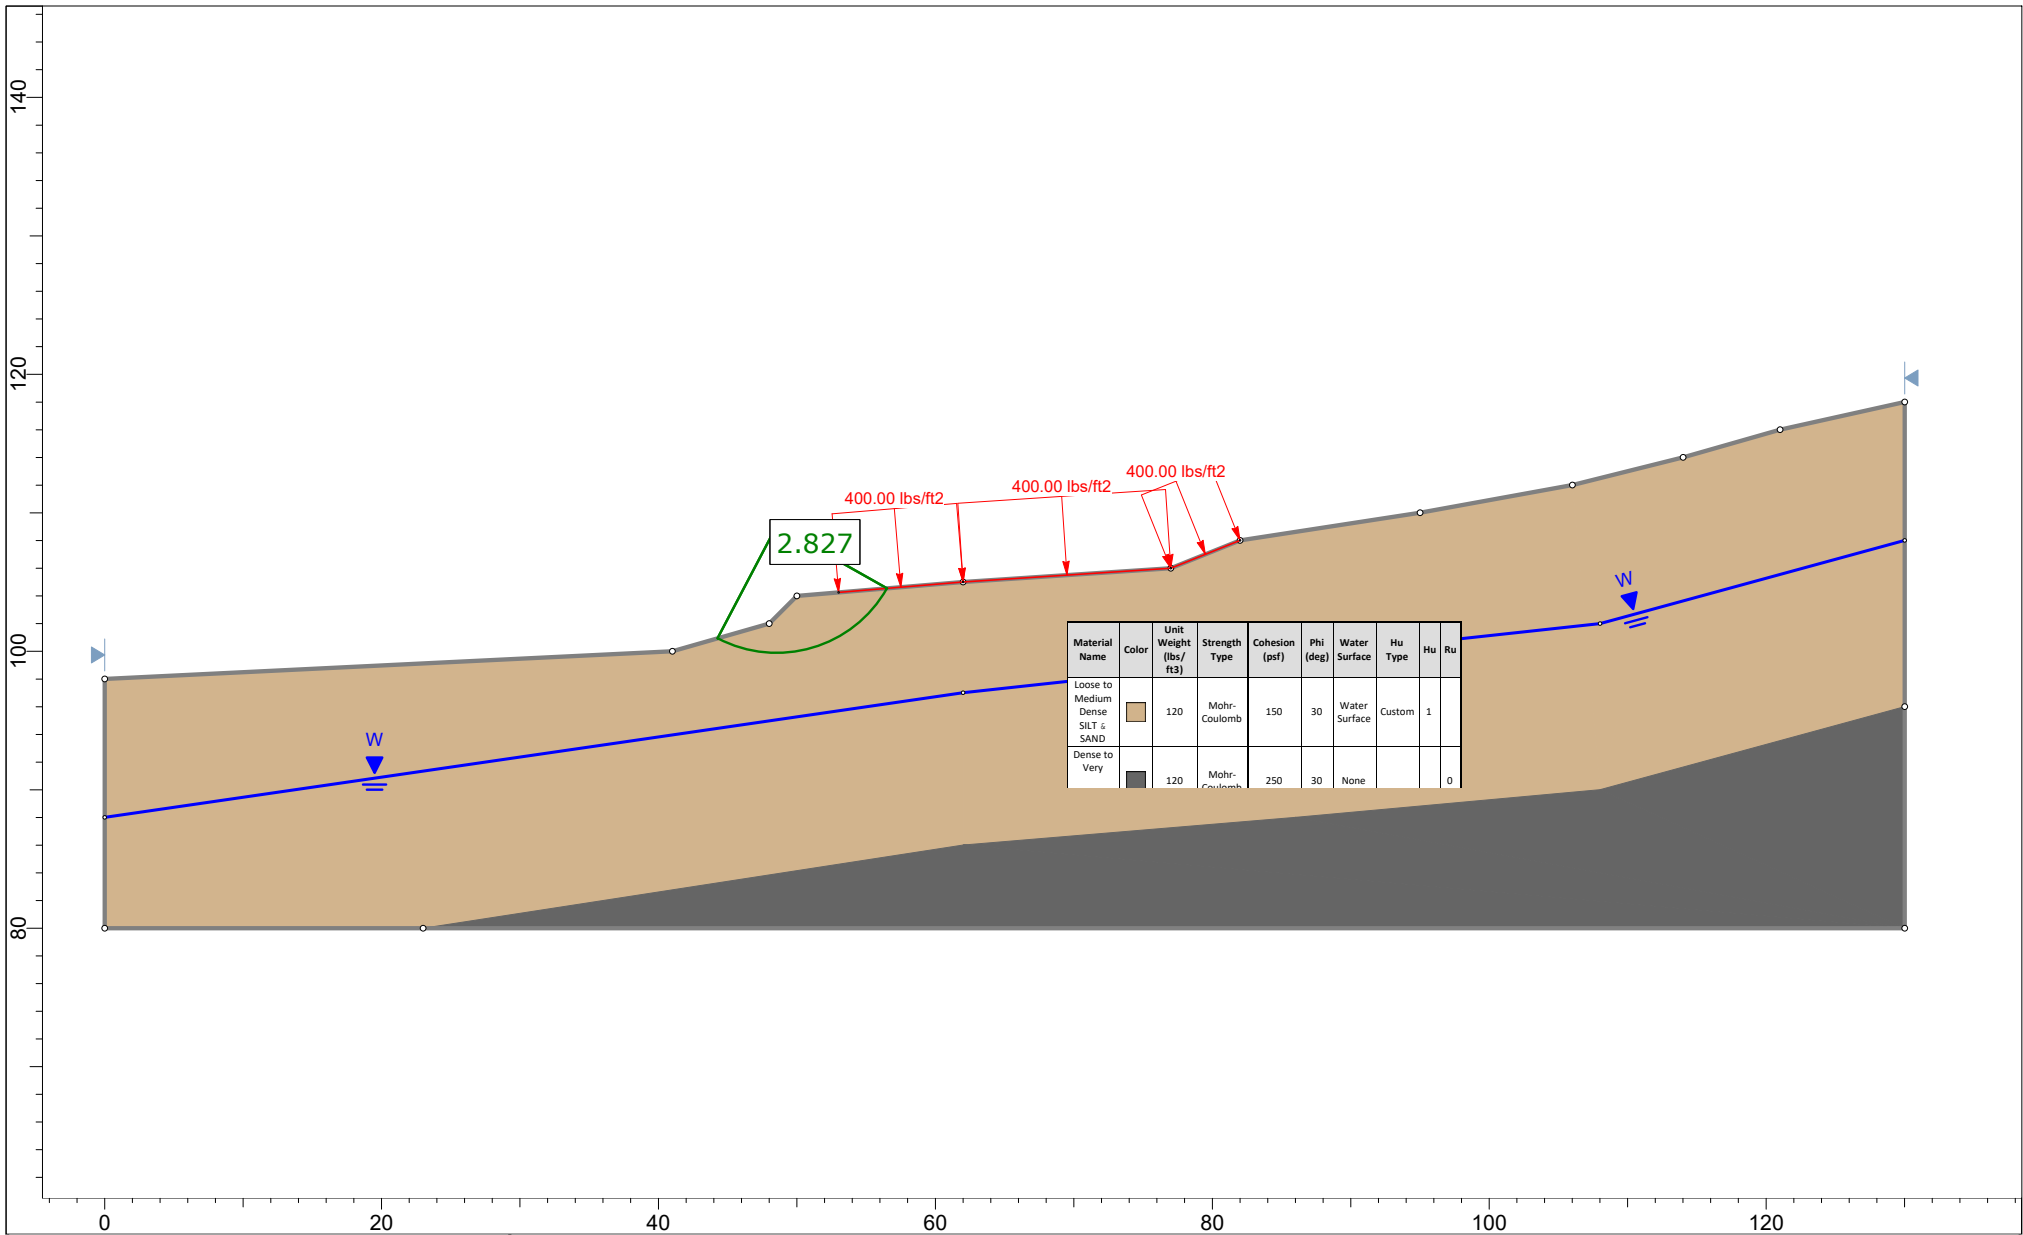 140
120
100
80
400.00 lbs/ft2
400.00 lbs/ft2
400.00 lbs/ft2
2.827
W
W
Material Name Color Unit Weight (lbs/ft3) Strength Type Cohesion (psf) Phi (deg) Water Surface Hu Type Hu Ru
Loose to Medium Dense SILT & SAND 120 Mohr-Coulomb 150 30 Water Surface Custom 1
Dense to Very 120 Mohr-Coulomb 250 30 None 0
0 20 40 60 80 100 120